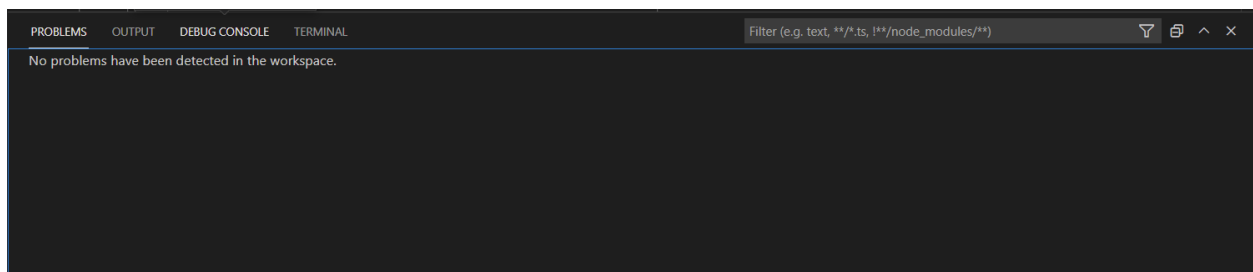 PROBLEMS OUTPUT DEBUG CONSOLE TERMINAL Filter (e.g. text, **/*.ts, !**/node_modules/**)
No problems have been detected in the workspace.